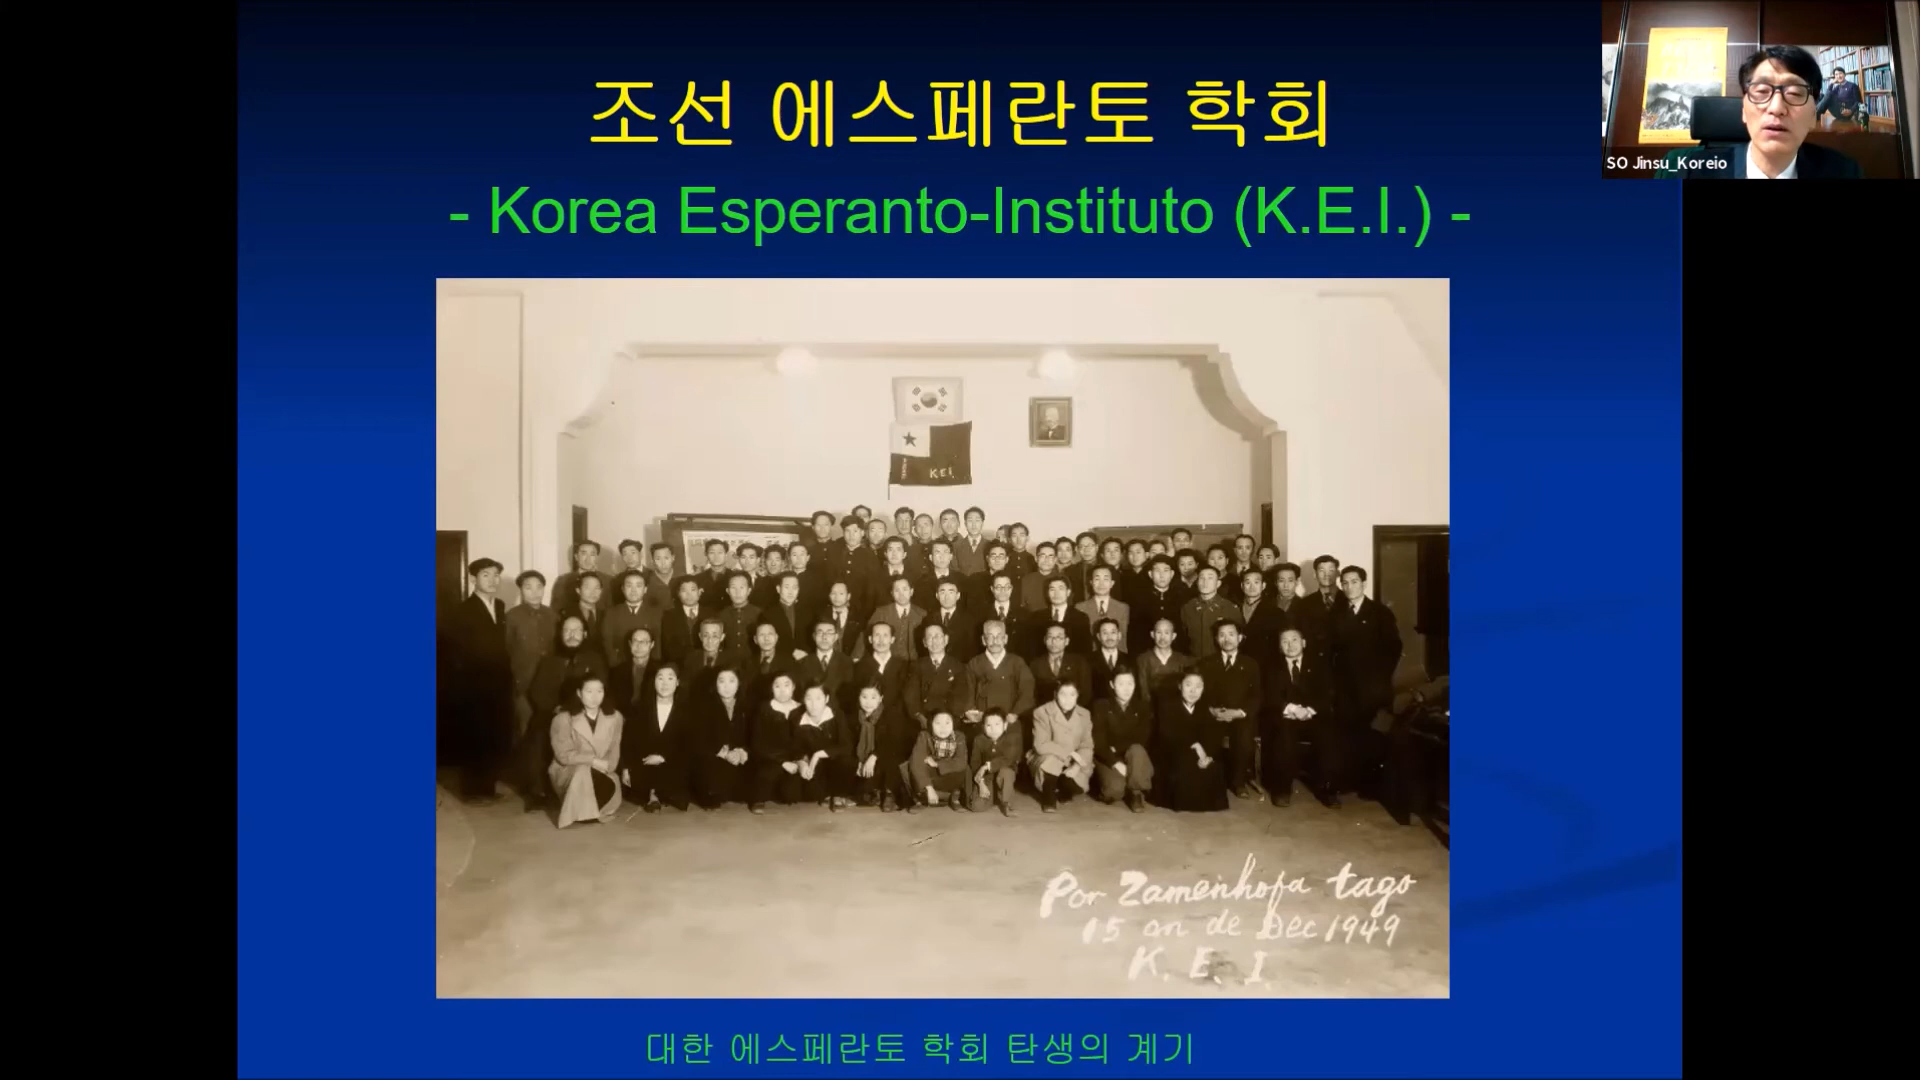 조선 에스페란토 학회
- Korea Esperanto-Instituto (K.E.I.) -
SO Jinsu_Koreio
K.E.I.
Por Zamenhofa tago
15 an de Dec 1949
K. E. I.
대한 에스페란토 학회 탄생의 계기